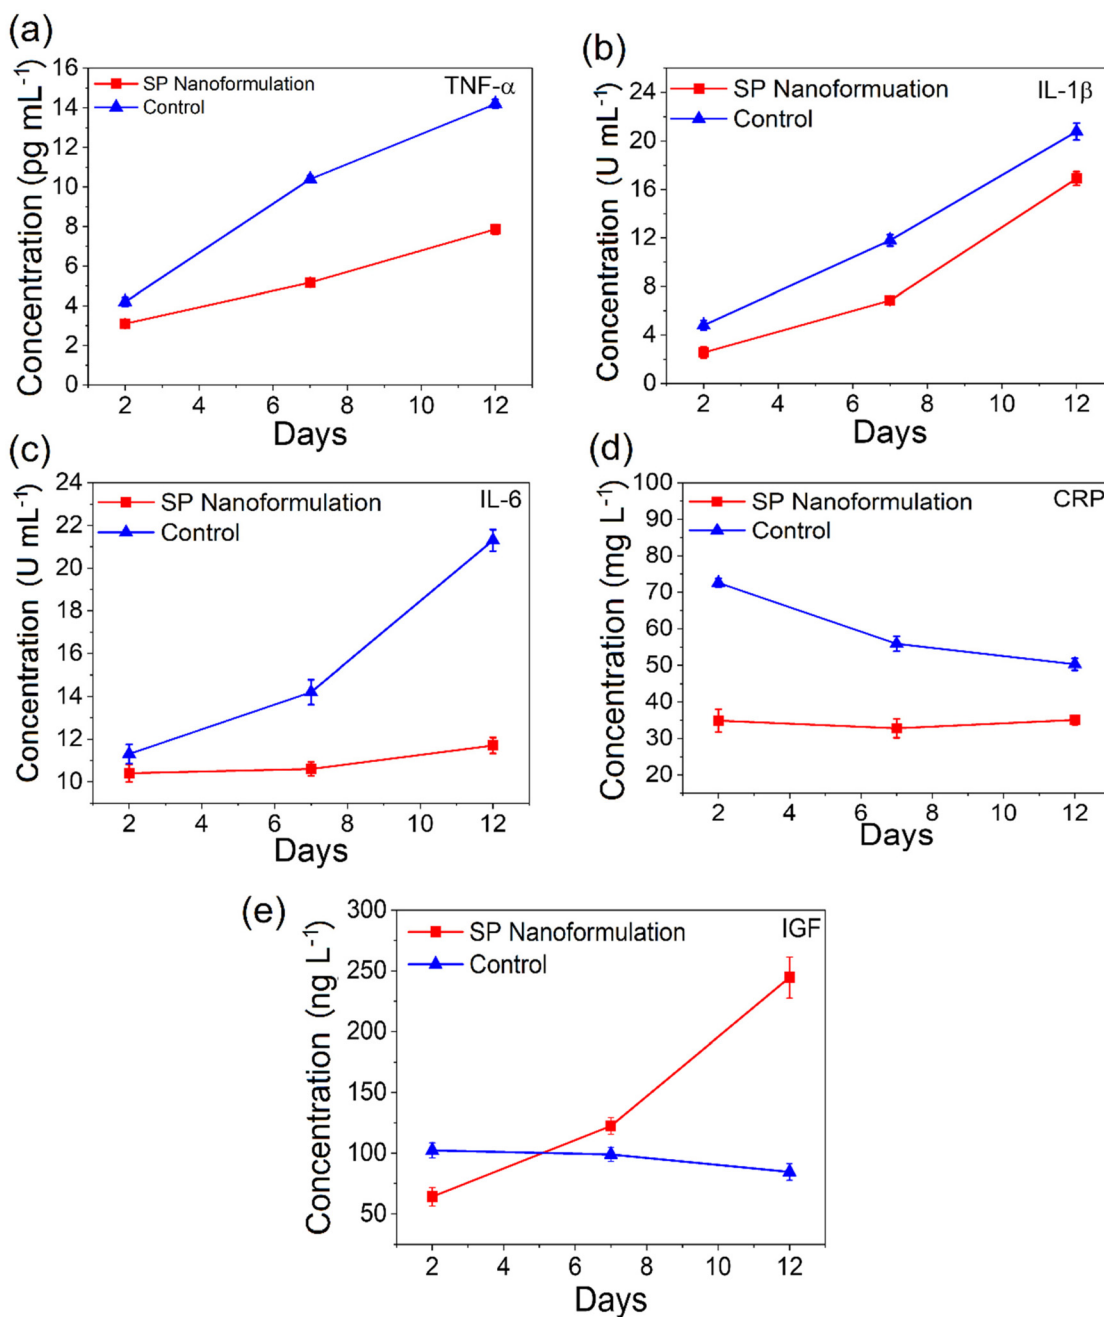 (a)
16
14
12
10
8
6
4
2
0
Concentration (pg mL⁻¹)
SP Nanoformulation
Control
TNF-α
2 4 6 8 10 12
Days
(b)
24
20
16
12
8
4
0
Concentration (U mL⁻¹)
SP Nanoformuation
Control
IL-1β
2 4 6 8 10 12
Days
(c)
24
22
20
18
16
14
12
10
Concentration (U mL⁻¹)
SP Nanoformulation
Control
IL-6
2 4 6 8 10 12
Days
(d)
100
90
80
70
60
50
40
30
20
Concentration (mg L⁻¹)
SP Nanoformulation
Control
CRP
2 4 6 8 10 12
Days
(e)
300
250
200
150
100
50
Concentration (ng L⁻¹)
SP Nanoformulation
Control
IGF
2 4 6 8 10 12
Days